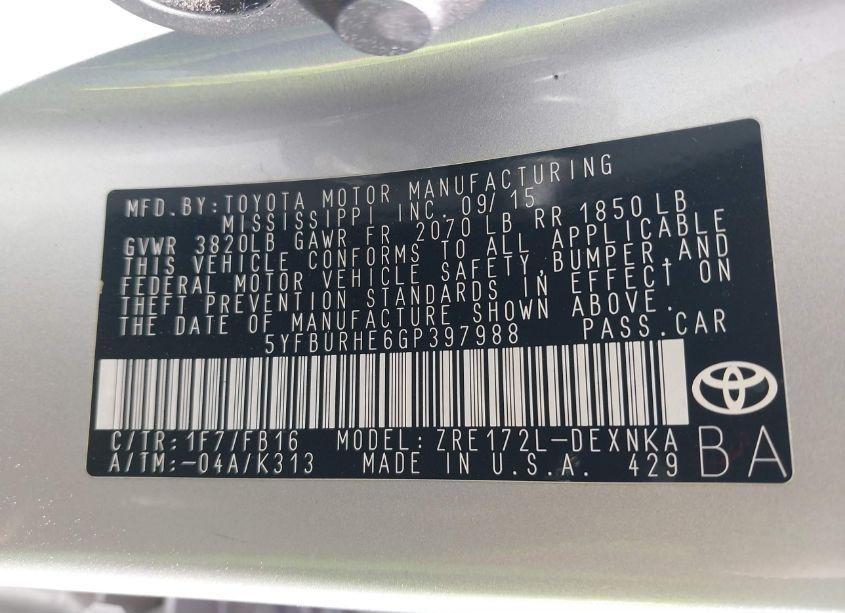 MFD.BY:TOYOTA MOTOR MANUFACTURING
MISSISSIPPI INC. 09/15
GVWR 3820LB GAWR FR 2070 LB RR 1850 LB
THIS VEHICLE CONFORMS TO ALL APPLICABLE
FEDERAL MOTOR VEHICLE SAFETY,BUMPER,AND
THEFT PREVENTION STANDARDS IN EFFECT ON
THE DATE OF MANUFACTURE SHOWN ABOVE.
5YFBURHE6GP397988 PASS.CAR
C/TR:1F7/FB16 MODEL:ZRE172L-DEXNKA
A/TM:-04A/K313 MADE IN U.S.A. 429
BA